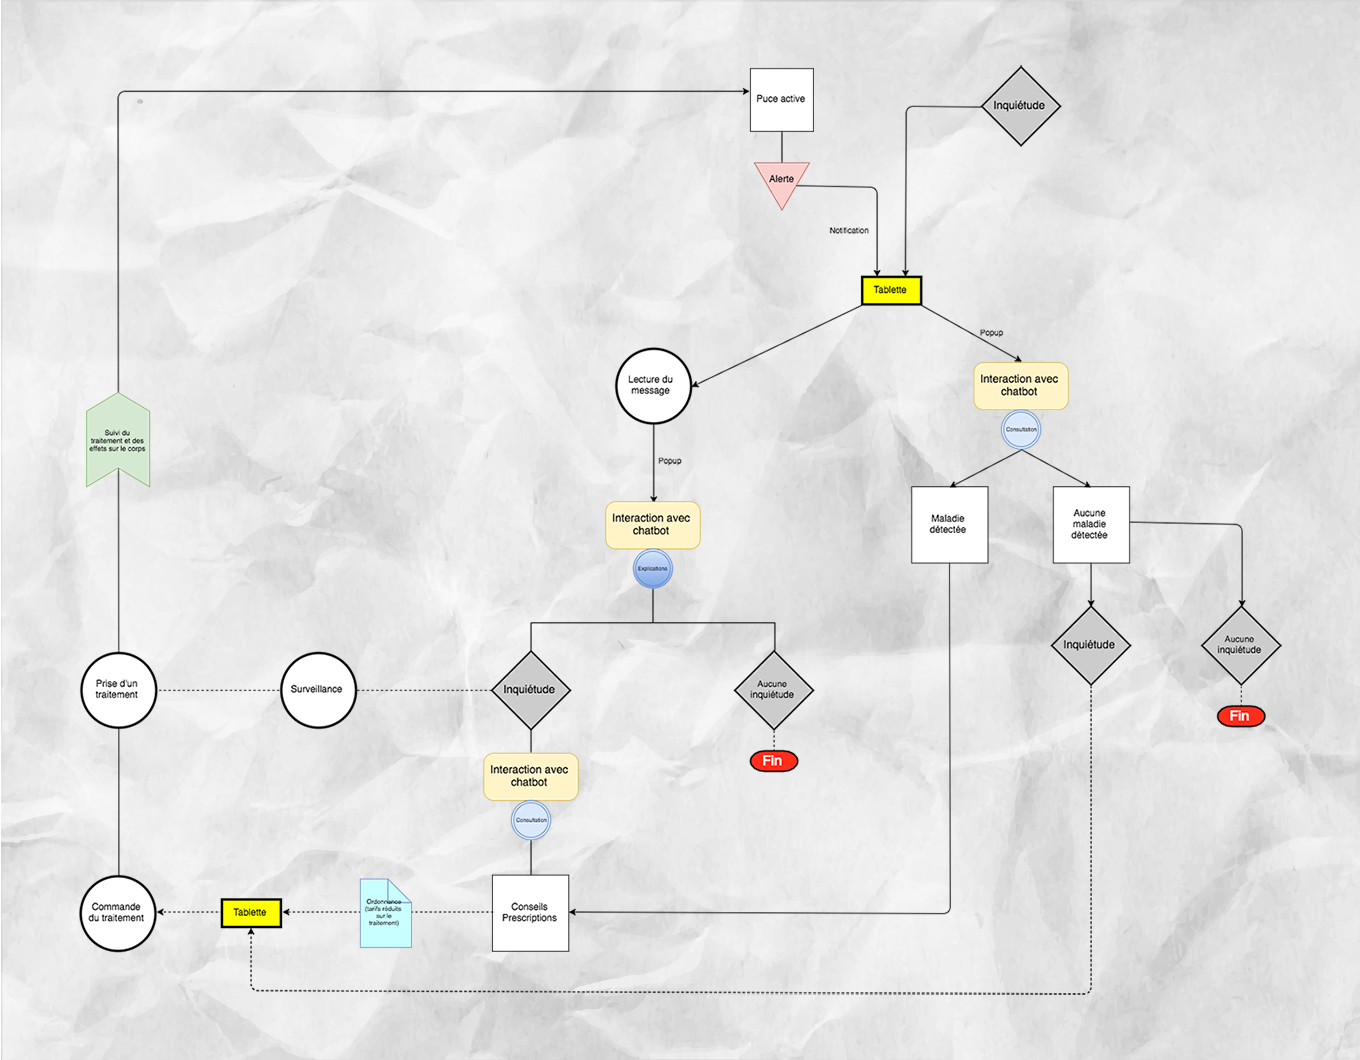 Puce active
Inquiétude
Alerte
Notification
Tablette
Popup
Lecture du
message
Interaction avec
chatbot
Consultation
Suivi du
traitement et des
effets sur le corps
Popup
Interaction avec
chatbot
Explications
Maladie
détectée
Aucune
maladie
détectée
Inquiétude
Aucune
inquiétude
Prise d'un
traitement
Surveillance
Inquiétude
Aucune
inquiétude
Fin
Fin
Interaction avec
chatbot
Consultation
Commande
du traitement
Tablette
Ordonnance
(tarifs réduits
sur le
traitement)
Conseils
Prescriptions